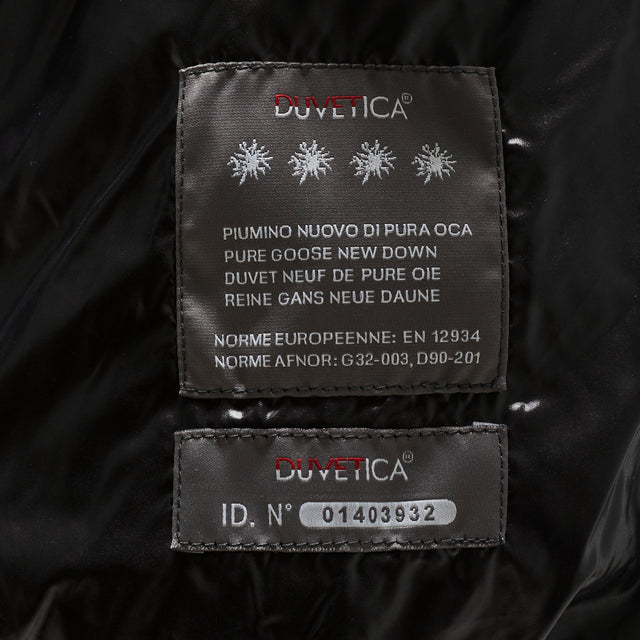 DUVETICA®
PIUMINO NUOVO DI PURA OCA
PURE GOOSE NEW DOWN
DUVET NEUF DE PURE OIE
REINE GANS NEUE DAUNE
NORME EUROPEENNE: EN 12934
NORME AFNOR: G32-003, D90-201
DUVETICA®
ID. N° 01403932